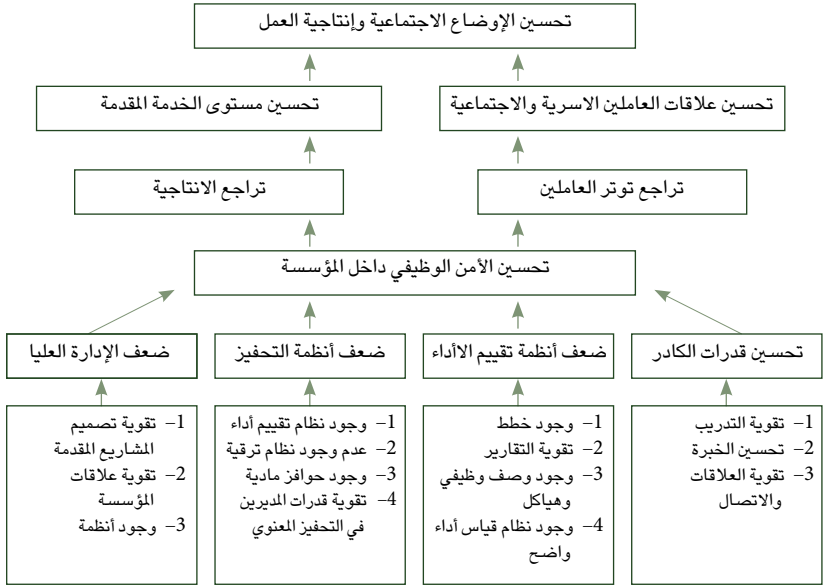 تحسين الإوضاع الاجتماعية وإنتاجية العمل
تحسين علاقات العاملين الاسرية والاجتماعية
تحسين مستوى الخدمة المقدمة
تراجع توتر العاملين
تراجع الانتاجية
تحسين الأمن الوظيفي داخل المؤسسة
تحسين قدرات الكادر
ضعف أنظمة تقييم الاأداء
ضعف أنظمة التحفيز
ضعف الإدارة العليا
1– تقوية التدريب
2– تحسين الخبرة
3– تقوية العلاقات
والاتصال
1– وجود خطط
2– تقوية التقارير
3– وجود وصف وظيفي
وهياكل
4– وجود نظام قياس أداء
واضح
1– وجود نظام تقييم أداء
2– عدم وجود نظام ترقية
3– وجود حوافز مادية
4– تقوية قدرات المديرين
في التحفيز المعنوي
1– تقوية تصميم
المشاريع المقدمة
2– تقوية علاقات
المؤسسة
3– وجود أنظمة